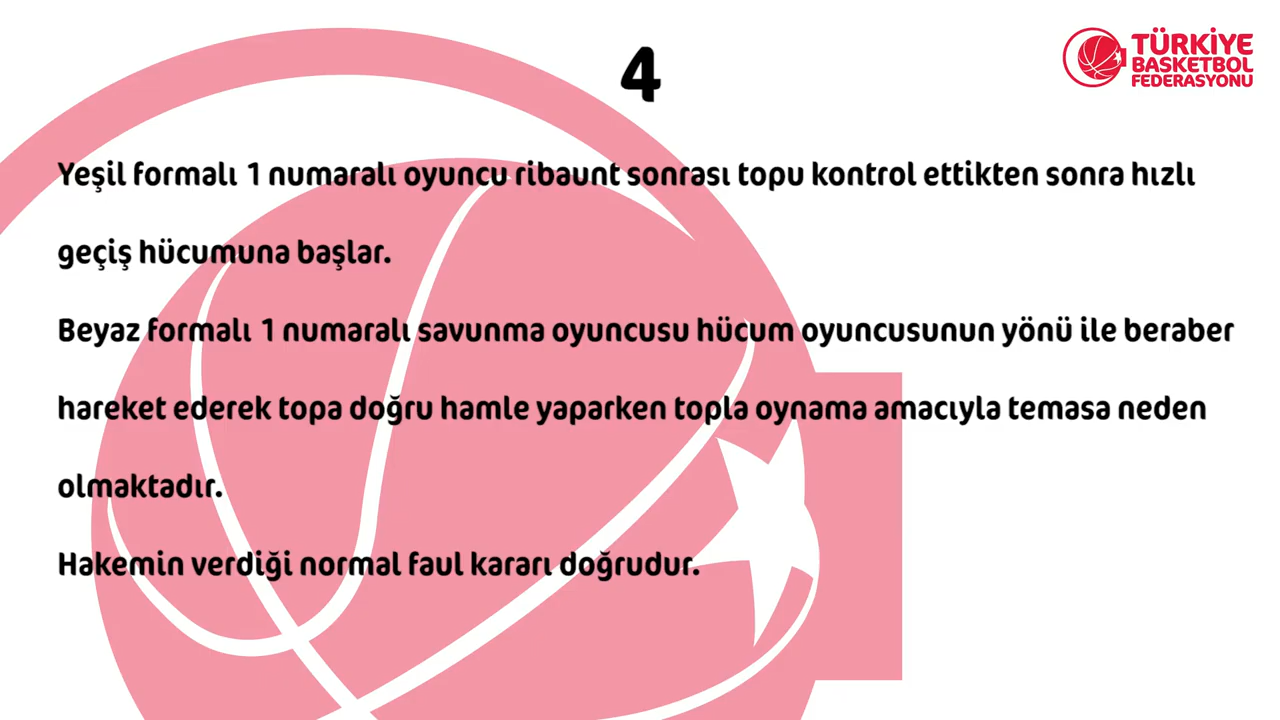 4
TÜRKİYE
BASKETBOL
FEDERASYONU
Yeşil formalı 1 numaralı oyuncu ribaunt sonrası topu kontrol ettikten sonra hızlı
geçiş hücumuna başlar.
Beyaz formalı 1 numaralı savunma oyuncusu hücum oyuncusunun yönü ile beraber
hareket ederek topa doğru hamle yaparken topla oynama amacıyla temasa neden
olmaktadır.
Hakemin verdiği normal faul kararı doğrudur.